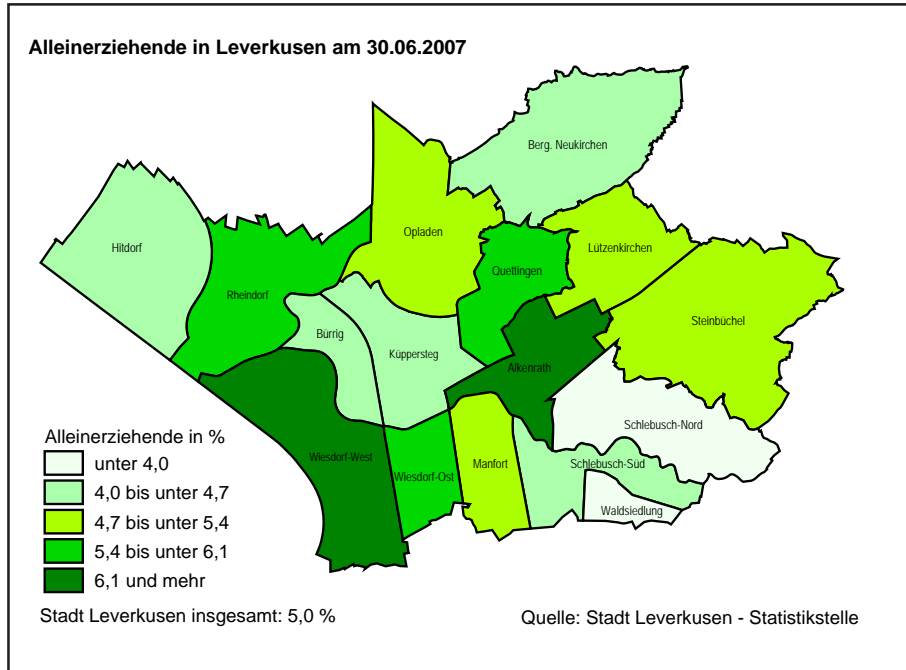 Alleinerziehende in Leverkusen am 30.06.2007
Berg. Neukirchen
Opladen
Hitdorf
Lützenkirchen
Quettingen
Rheindorf
Steinbüchel
Bürrig
Küppersteg
Alkenrath
Schlebusch-Nord
Wiesdorf-West
Wiesdorf-Ost
Manfort
Schlebusch-Süd
Waldsiedlung
Alleinerziehende in %
unter 4,0
4,0 bis unter 4,7
4,7 bis unter 5,4
5,4 bis unter 6,1
6,1 und mehr
Stadt Leverkusen insgesamt: 5,0 %
Quelle: Stadt Leverkusen - Statistikstelle